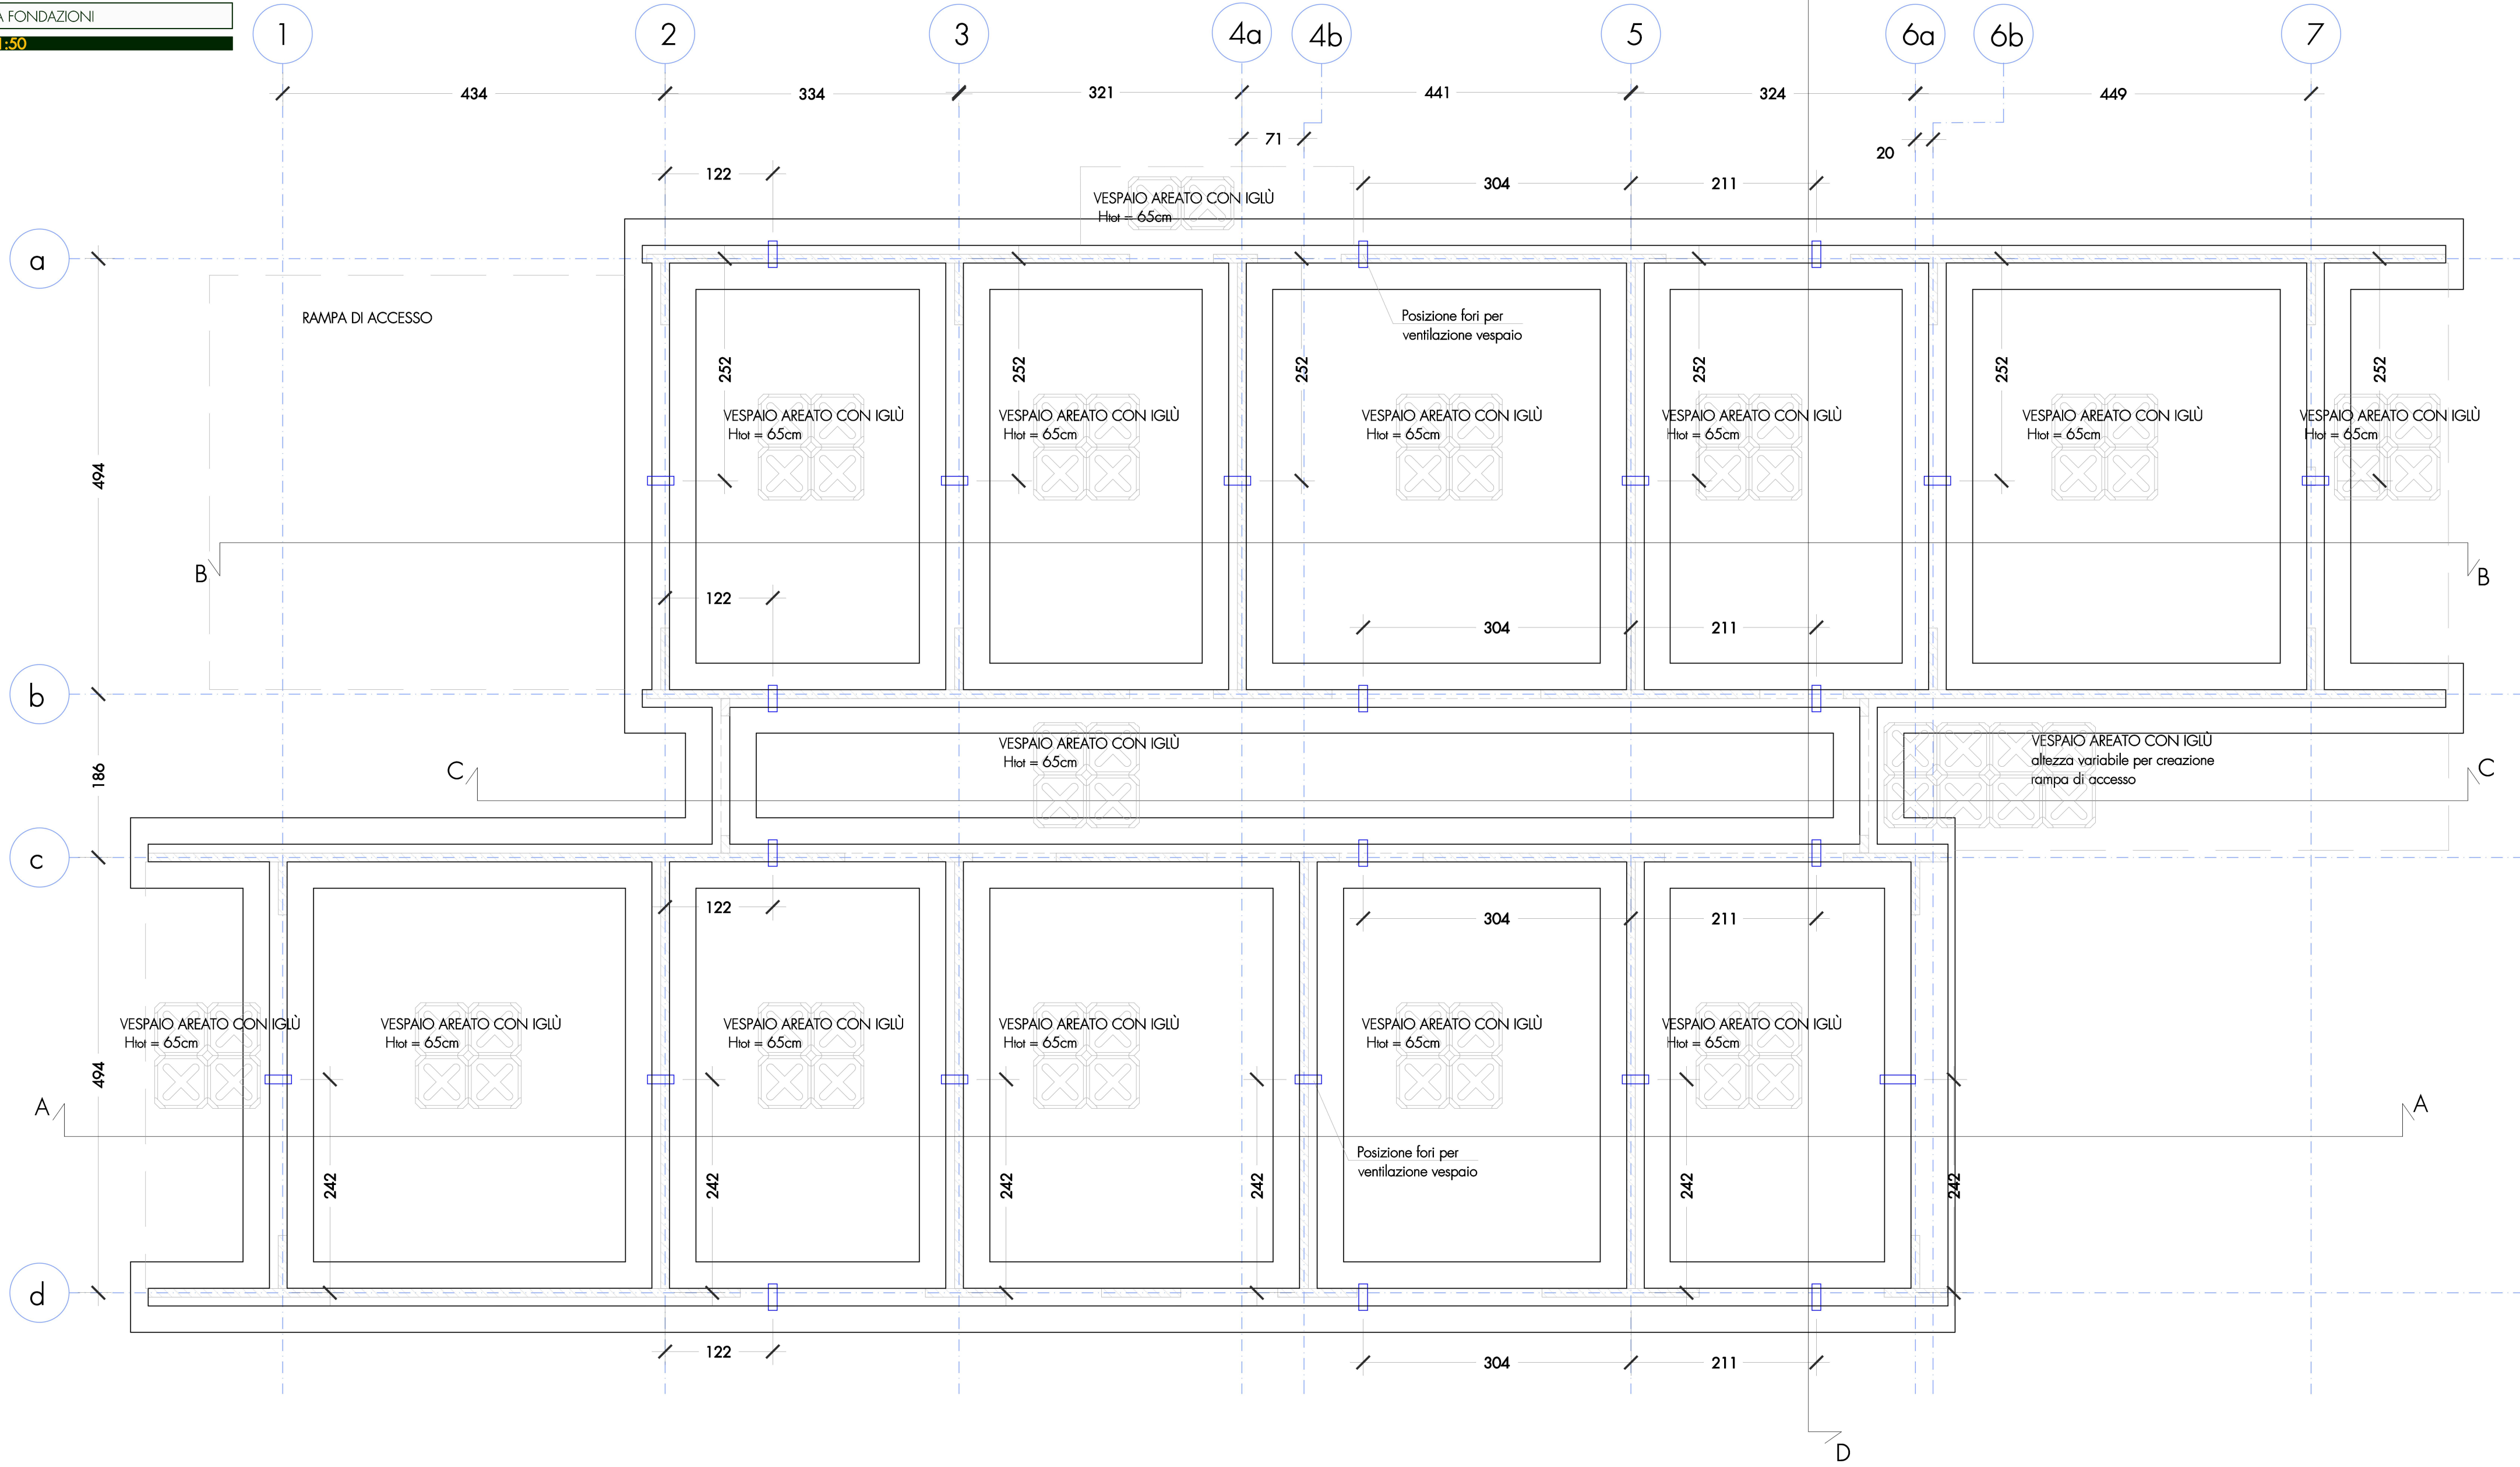 A FONDAZIONI
1:50
1
2
3
4a
4b
5
6a
6b
7
434
334
321
441
324
449
71
20
122
304
211
VESPAIO AREATO CON IGLÙ
Htot = 65cm
a
RAMPA DI ACCESSO
Posizione fori per
ventilazione vespaio
252
252
252
252
252
252
VESPAIO AREATO CON IGLÙ
Htot = 65cm
VESPAIO AREATO CON IGLÙ
Htot = 65cm
VESPAIO AREATO CON IGLÙ
Htot = 65cm
VESPAIO AREATO CON IGLÙ
Htot = 65cm
VESPAIO AREATO CON IGLÙ
Htot = 65cm
VESPAIO AREATO CON IGLÙ
Htot = 65cm
494
B
B
122
304
211
b
186
C
VESPAIO AREATO CON IGLÙ
Htot = 65cm
VESPAIO AREATO CON IGLÙ
altezza variabile per creazione
rampa di accesso
C
c
122
304
211
VESPAIO AREATO CON IGLÙ
Htot = 65cm
VESPAIO AREATO CON IGLÙ
Htot = 65cm
VESPAIO AREATO CON IGLÙ
Htot = 65cm
VESPAIO AREATO CON IGLÙ
Htot = 65cm
VESPAIO AREATO CON IGLÙ
Htot = 65cm
VESPAIO AREATO CON IGLÙ
Htot = 65cm
494
A
A
Posizione fori per
ventilazione vespaio
242
242
242
242
242
242
d
122
304
211
D